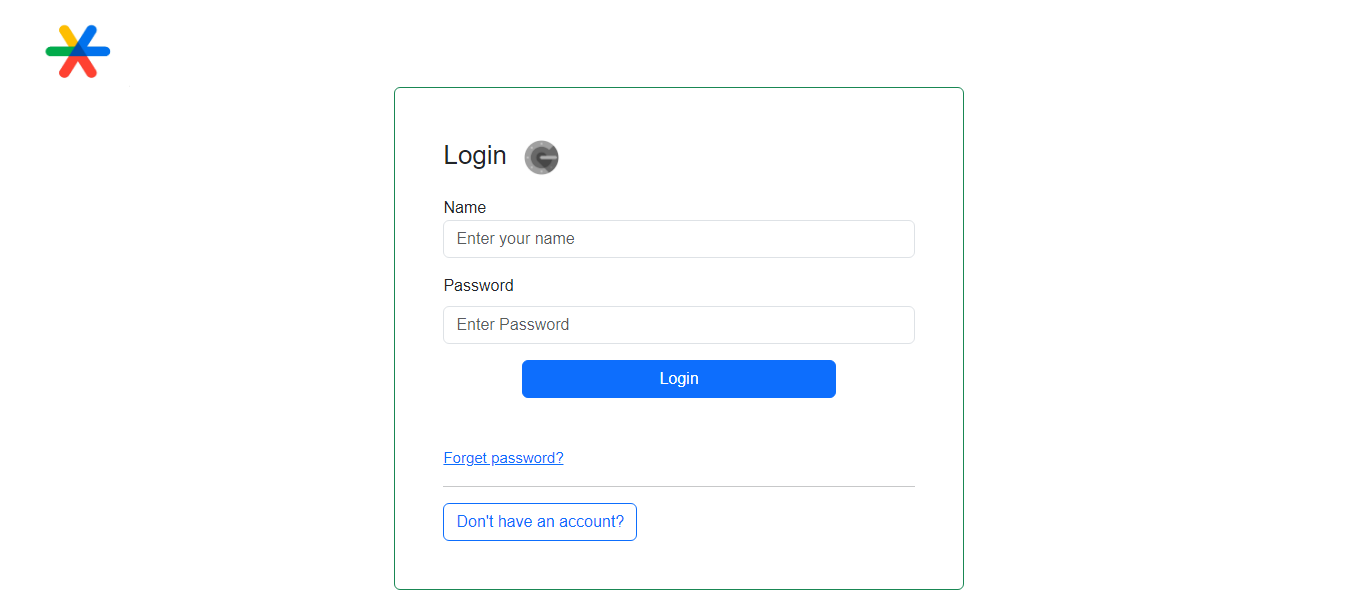 Login
Name
Enter your name
Password
Enter Password
Login
Forget password?
Don't have an account?